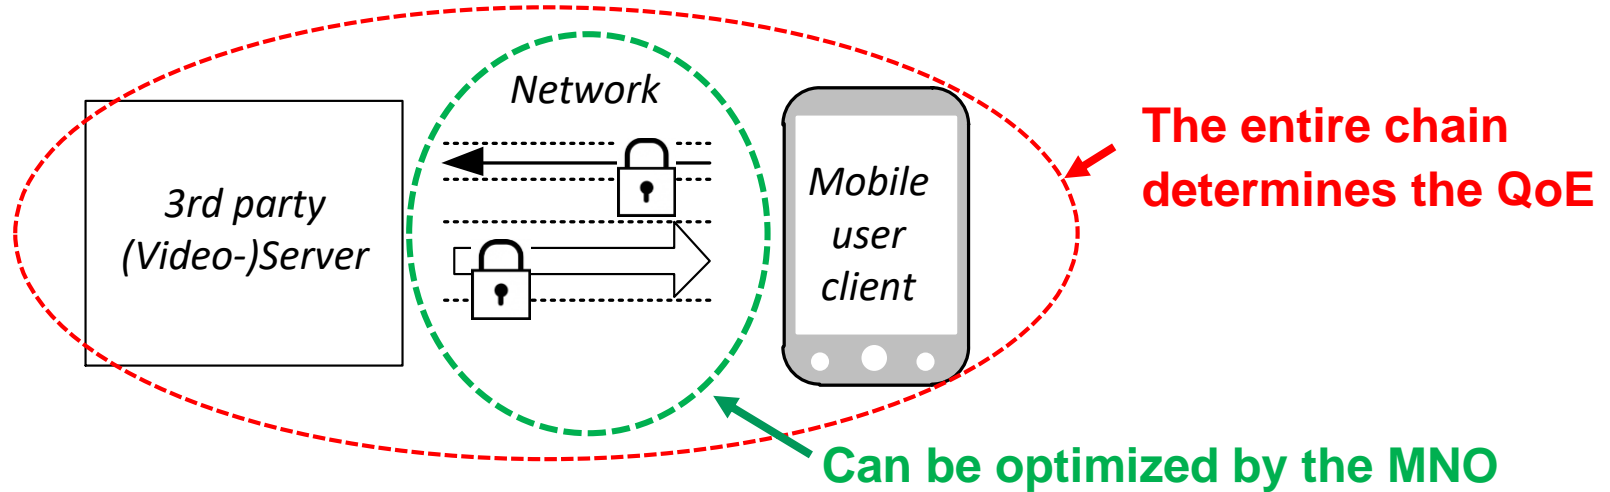 Network
3rd party
(Video-)Server
Mobile
user
client
The entire chain
determines the QoE
Can be optimized by the MNO